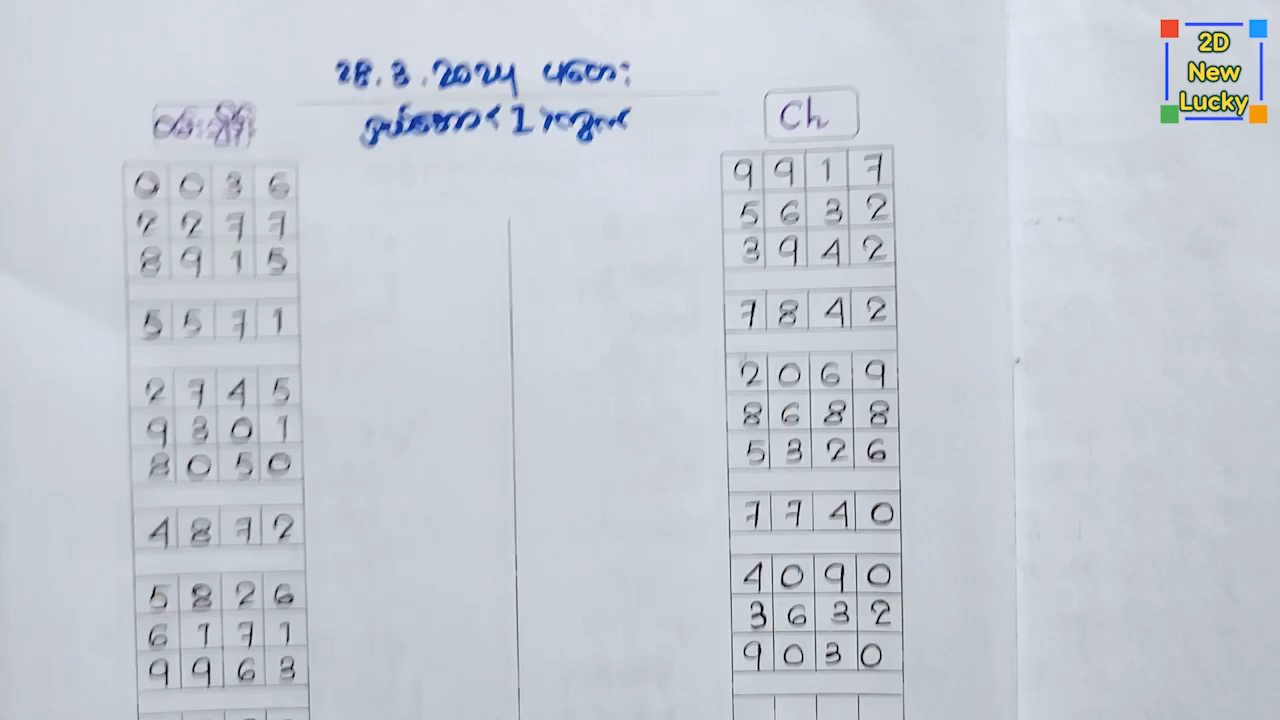 28.3.2024
2D
New
Lucky
Ch
0 0 3 6
2 2 7 7
8 9 1 5
5 5 7 1
2 7 4 5
9 3 0 1
8 0 5 0
4 8 7 2
5 8 2 6
6 1 7 1
9 9 6 3
9 9 1 7
5 6 3 2
3 9 4 2
7 8 4 2
2 0 6 9
8 6 8 8
5 3 2 6
7 7 4 0
4 0 9 0
3 6 3 2
9 0 3 0